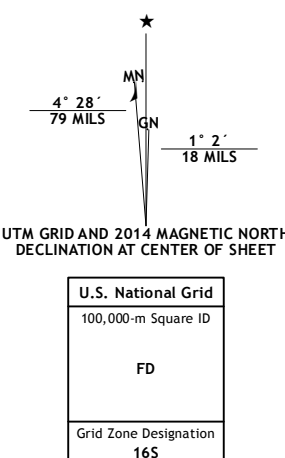 ★
MN
4° 28´
79 MILS
GN
1° 2´
18 MILS
UTM GRID AND 2014 MAGNETIC NORTH
DECLINATION AT CENTER OF SHEET
U.S. National Grid
100,000-m Square ID
FD
Grid Zone Designation
16S